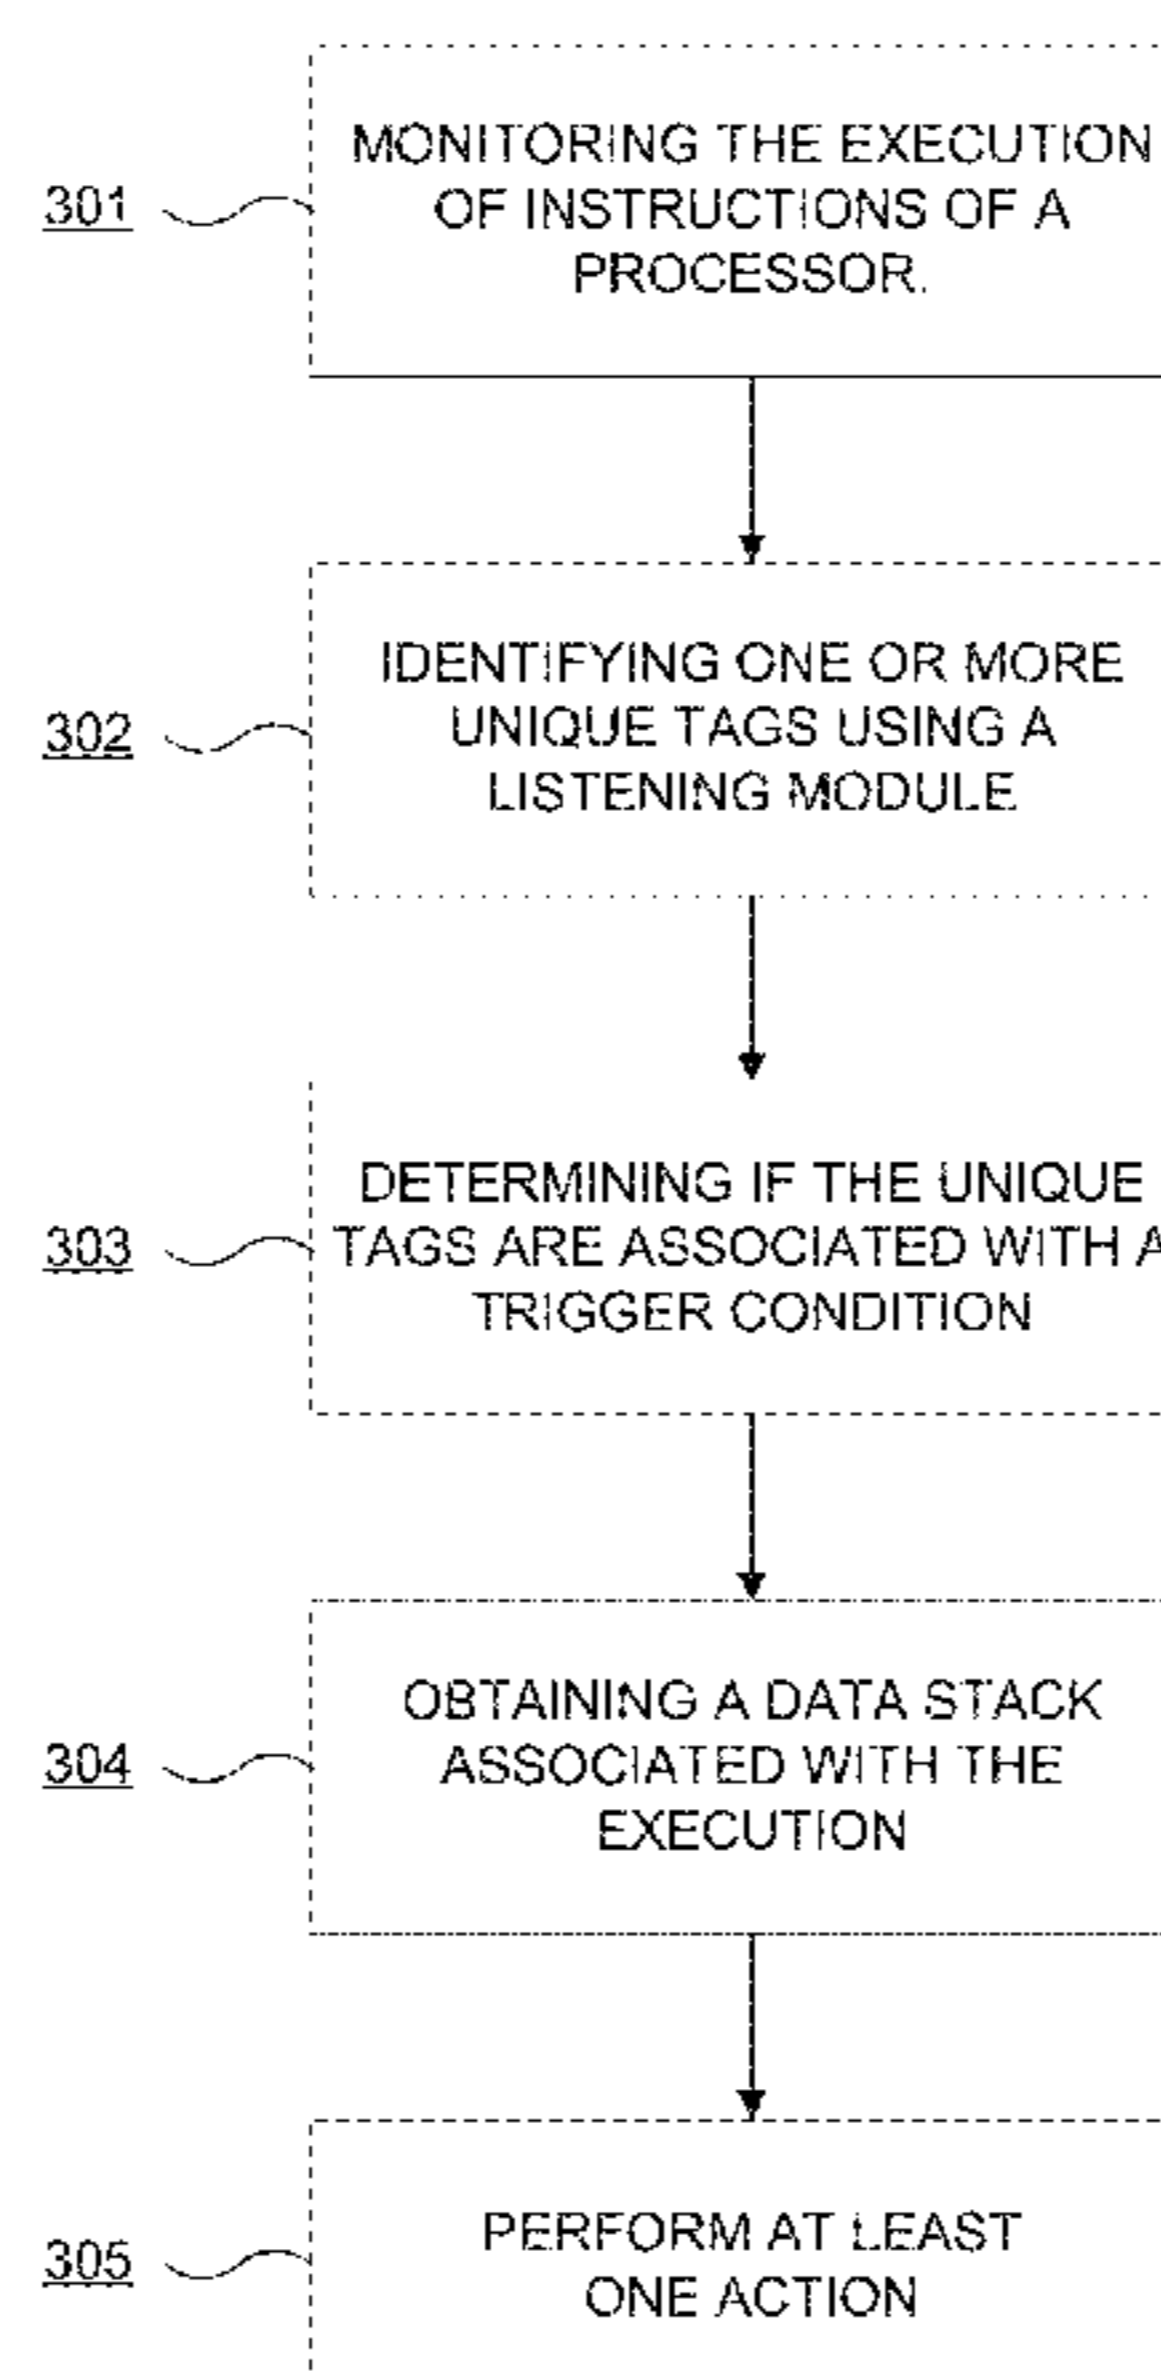 MONITORING THE EXECUTION
301
OF INSTRUCTIONS OF A
PROCESSOR.
IDENTIFYING ONE OR MORE
302
UNIQUE TAGS USING A
LISTENING MODULE
DETERMINING IF THE UNIQUE
303
TAGS ARE ASSOCIATED WITH A
TRIGGER CONDITION
OBTAINING A DATA STACK
304
ASSOCIATED WITH THE
EXECUTION
PERFORM AT LEAST
305
ONE ACTION